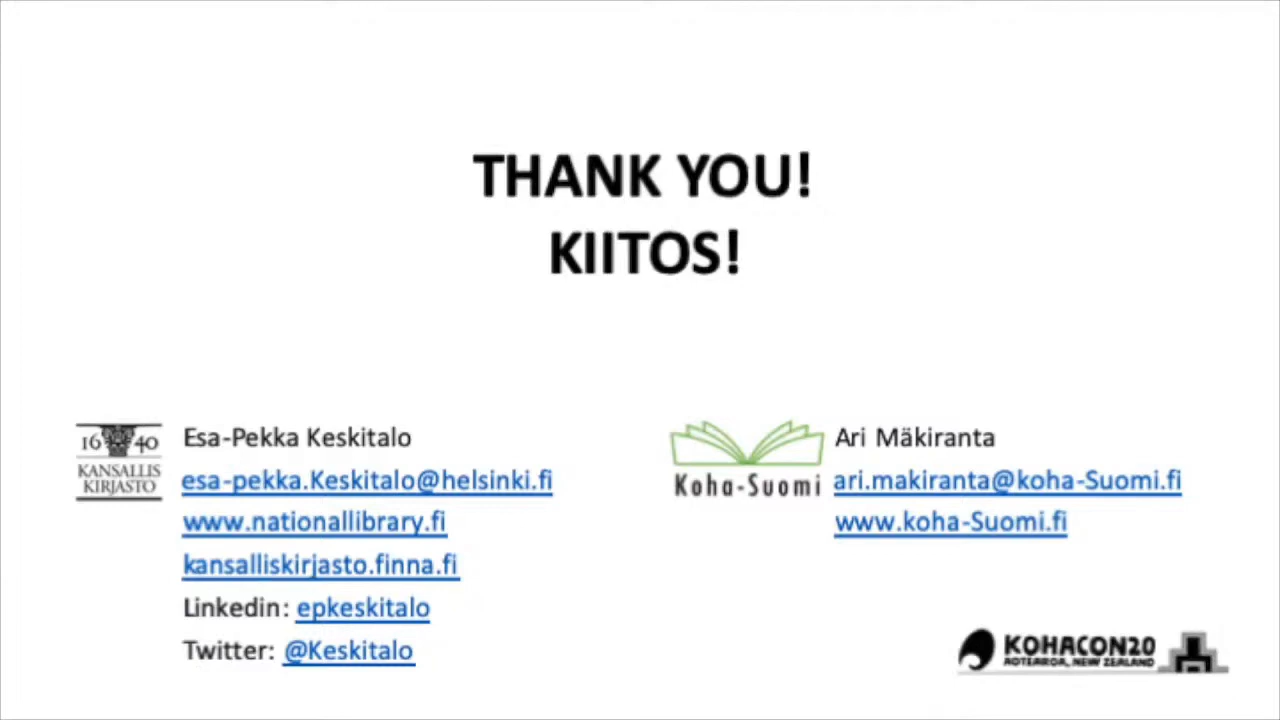 THANK YOU!
KIITOS!
16 40
KANSALLIS
KIRJASTO
Esa-Pekka Keskitalo
esa-pekka.Keskitalo@helsinki.fi
www.nationallibrary.fi
kansalliskirjasto.finna.fi
Linkedin: epkeskitalo
Twitter: @Keskitalo
Koha-Suomi
Ari Mäkiranta
ari.makiranta@koha-Suomi.fi
www.koha-Suomi.fi
KOHACON20
AOTEAROA, NEW ZEALAND